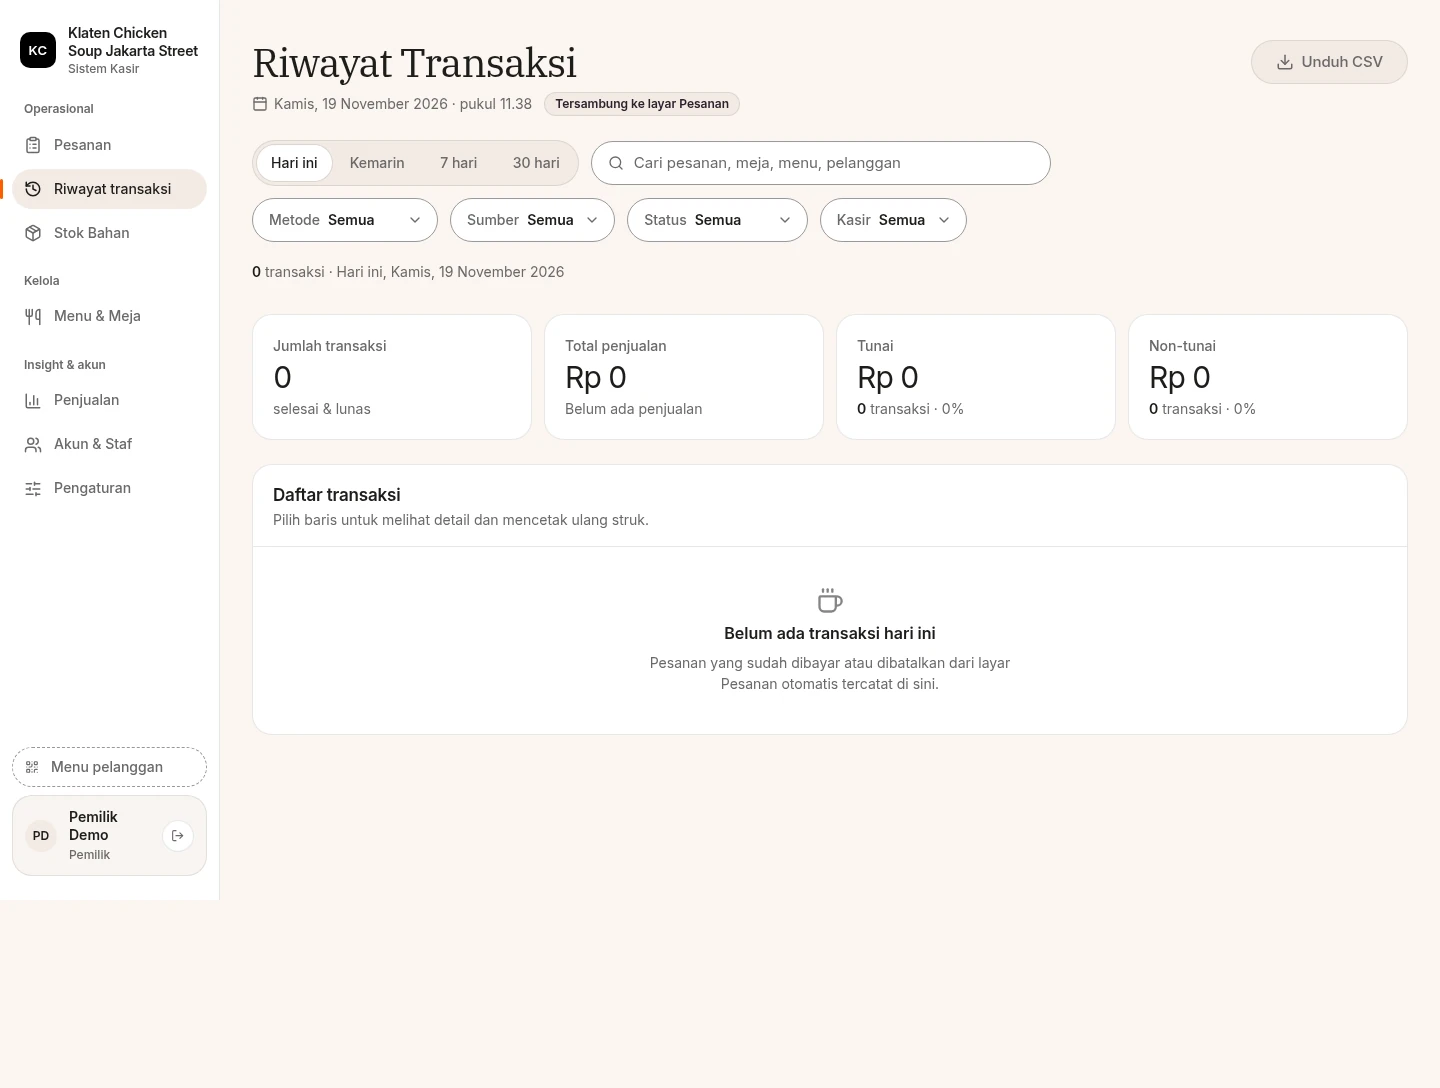 KC
Klaten Chicken
Soup Jakarta Street
Sistem Kasir
Operasional
Pesanan
Riwayat transaksi
Stok Bahan
Kelola
Menu & Meja
Insight & akun
Penjualan
Akun & Staf
Pengaturan
Menu pelanggan
PD
Pemilik
Demo
Pemilik
Riwayat Transaksi
Unduh CSV
Kamis, 19 November 2026 · pukul 11.38
Tersambung ke layar Pesanan
Hari ini
Kemarin
7 hari
30 hari
Cari pesanan, meja, menu, pelanggan
Metode Semua
Sumber Semua
Status Semua
Kasir Semua
0 transaksi · Hari ini, Kamis, 19 November 2026
Jumlah transaksi
0
selesai & lunas
Total penjualan
Rp 0
Belum ada penjualan
Tunai
Rp 0
0 transaksi · 0%
Non-tunai
Rp 0
0 transaksi · 0%
Daftar transaksi
Pilih baris untuk melihat detail dan mencetak ulang struk.
Belum ada transaksi hari ini
Pesanan yang sudah dibayar atau dibatalkan dari layar
Pesanan otomatis tercatat di sini.